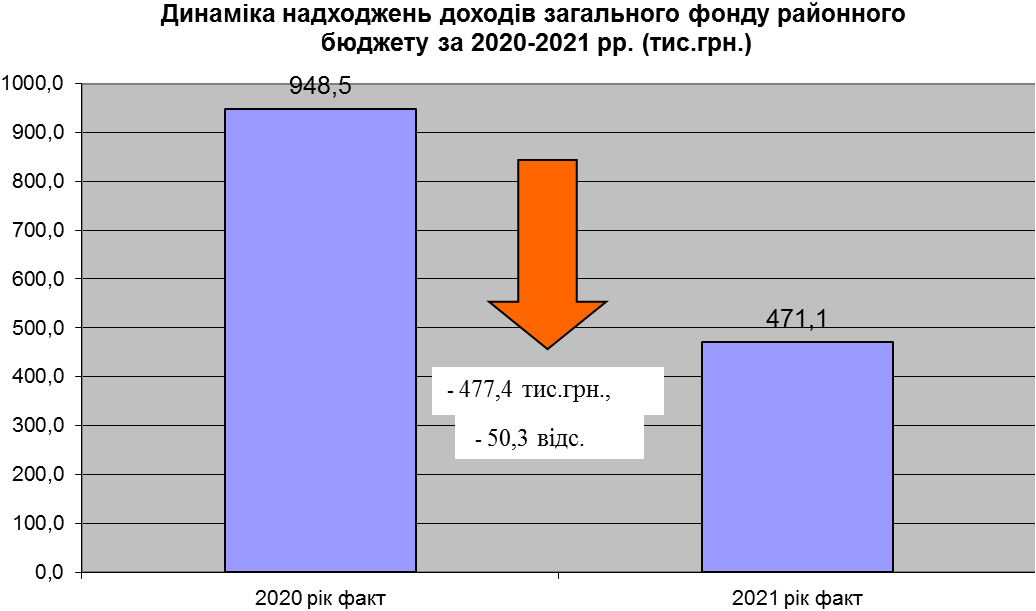 Динаміка надходжень доходів загального фонду районного
бюджету за 2020-2021 рр. (тис.грн.)
1000,0
948,5
900,0
800,0
700,0
600,0
500,0
471,1
400,0
- 477,4 тис.грн.,
300,0
- 50,3 відс.
200,0
100,0
0,0
2020 рік факт
2021 рік факт